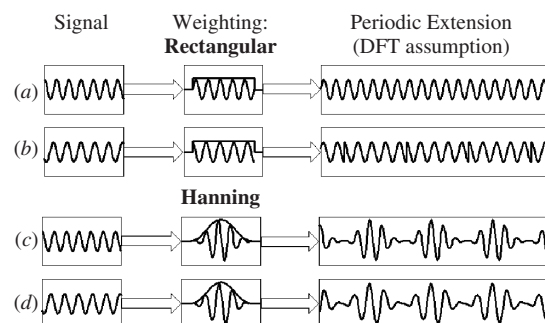 Signal
Weighting:
Rectangular
Periodic Extension
(DFT assumption)
(a)
(b)
Hanning
(c)
(d)